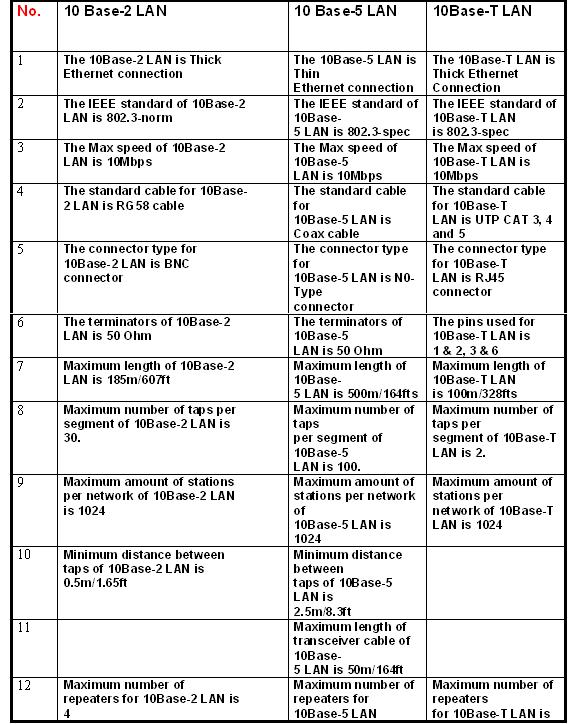 No. 10 Base-2 LAN 10 Base-5 LAN 10Base-T LAN
1
The 10Base-2 LAN is Thick
Ethernet connection
The 10Base-5 LAN is
Thin
Ethernet connection
The 10Base-T LAN is
Thick Ethernet
Connection
2
The IEEE standard of 10Base-2
LAN is 802.3-norm
The IEEE standard of
10Base-
5 LAN is 802.3-spec
The IEEE standard of
10Base-T LAN
is 802.3-spec
3
The Max speed of 10Base-2
LAN is 10Mbps
The Max speed of
10Base-5
LAN is 10Mbps
The Max speed of
10Base-T LAN is
10Mbps
4
The standard cable for 10Base-
2 LAN is RG 58 cable
The standard cable
for
10Base-5 LAN is
Coax cable
The standard cable
for 10Base-T
LAN is UTP CAT 3, 4
and 5
5
The connector type for
10Base-2 LAN is BNC
connector
The connector type
for
10Base-5 LAN is N0-
Type
connector
The connector type
for 10Base-T
LAN is RJ45
connector
6
The terminators of 10Base-2
LAN is 50 Ohm
The terminators of
10Base-5
LAN is 50 Ohm
The pins used for
10Base-T LAN is
1 & 2, 3 & 6
7
Maximum length of 10Base-2
LAN is 185m/607ft
Maximum length of
10Base-
5 LAN is 500m/164fts
Maximum length of
10Base-T LAN
is 100m/328fts
8
Maximum number of taps per
segment of 10Base-2 LAN is
30.
Maximum number of
taps
per segment of
10Base-5
LAN is 100.
Maximum number of
taps per
segment of 10Base-T
LAN is 2.
9
Maximum amount of stations
per network of 10Base-2 LAN
is 1024
Maximum amount of
stations per network
of
10Base-5 LAN is
1024
Maximum amount of
stations per
network of 10Base-T
LAN is 1024
10
Minimum distance between
taps of 10Base-2 LAN is
0.5m/1.65ft
Minimum distance
between
taps of 10Base-5
LAN is
2.5m/8.3ft
11
Maximum length of
transceiver cable of
10Base-
5 LAN is 50m/164ft
12
Maximum number of
repeaters for 10Base-2 LAN is
4
Maximum number of
repeaters for
10Base-5 LAN
Maximum number of
repeaters
for 10Base-T LAN is